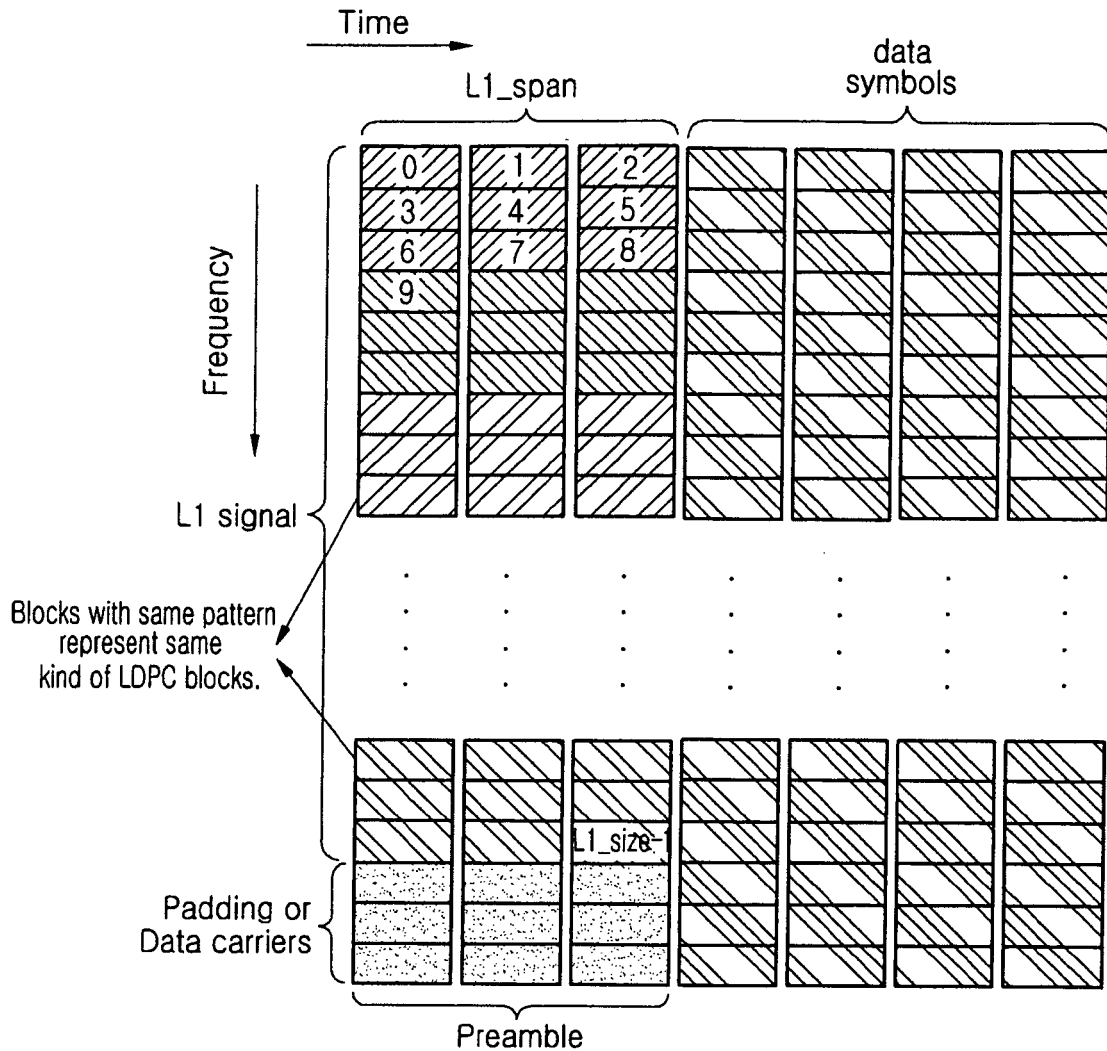 Time
L1_span
data
symbols
0 1 2
3 4 5
6 7 8
9
Frequency
L1 signal
Blocks with same pattern
represent same
kind of LDPC blocks.
L1_size-1
Padding or
Data carriers
Preamble